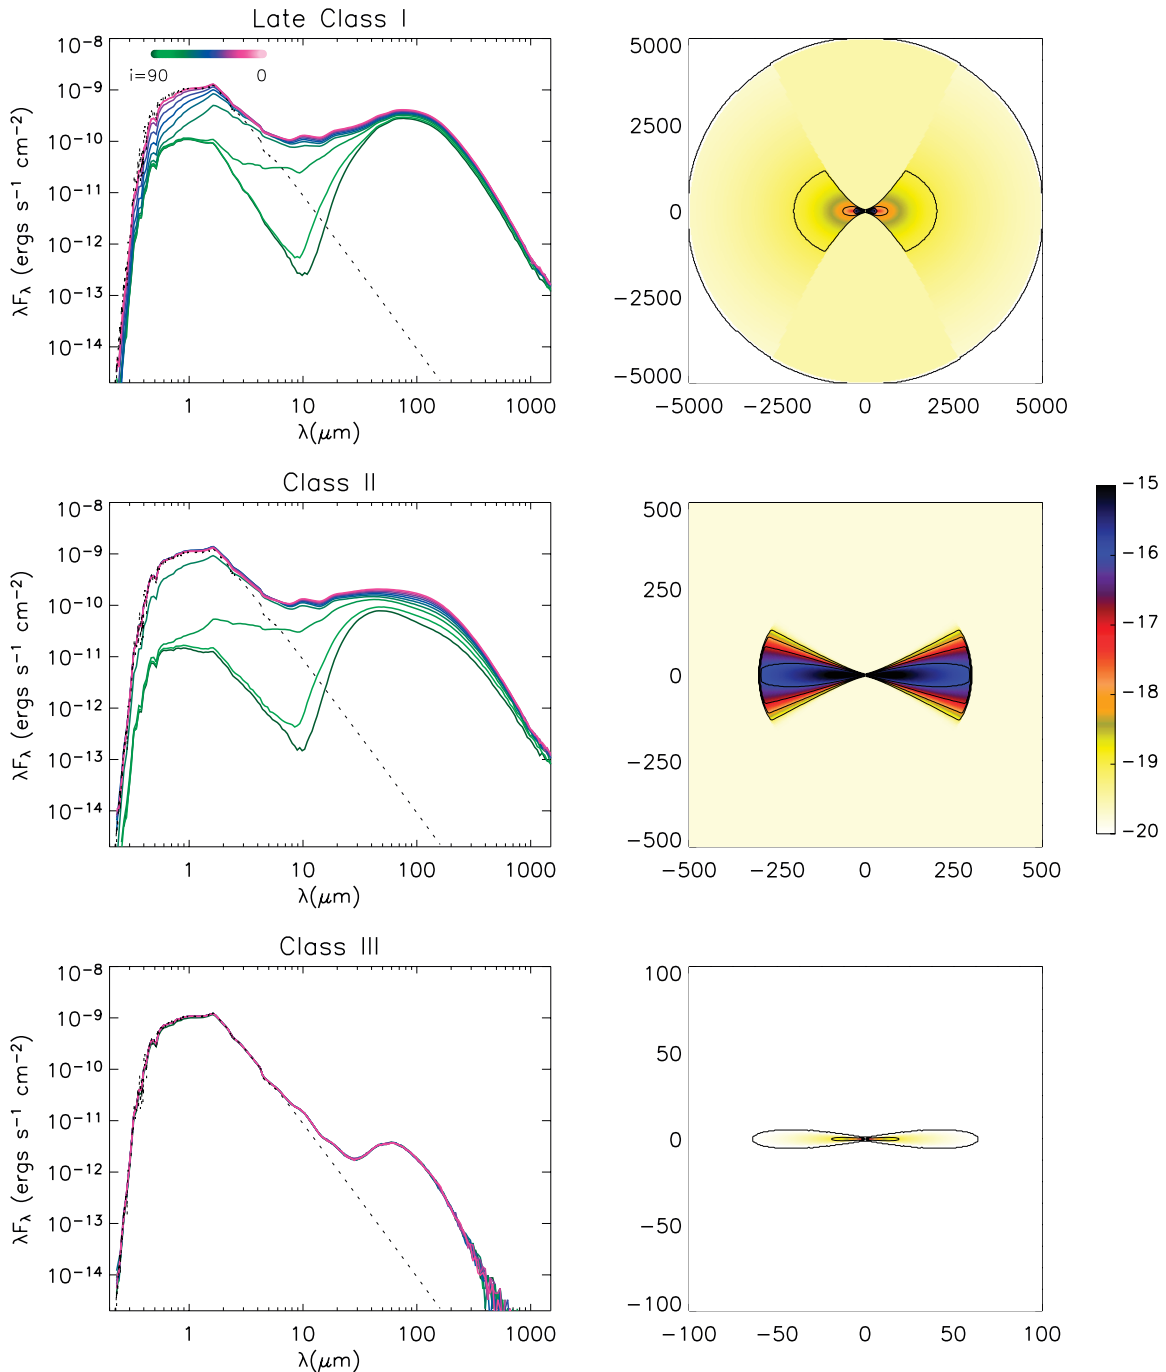 Late Class I
10⁻⁸
10⁻⁹
10⁻¹⁰
10⁻¹¹
10⁻¹²
10⁻¹³
10⁻¹⁴
λFλ (ergs s⁻¹ cm⁻²)
i=90 0
1 10 100 1000
λ(μm)
5000
2500
0
−2500
−5000
−5000 −2500 0 2500 5000
Class II
10⁻⁸
10⁻⁹
10⁻¹⁰
10⁻¹¹
10⁻¹²
10⁻¹³
10⁻¹⁴
λFλ (ergs s⁻¹ cm⁻²)
1 10 100 1000
λ(μm)
500
250
0
−250
−500
−500 −250 0 250 500
−15
−16
−17
−18
−19
−20
Class III
10⁻⁸
10⁻⁹
10⁻¹⁰
10⁻¹¹
10⁻¹²
10⁻¹³
10⁻¹⁴
λFλ (ergs s⁻¹ cm⁻²)
1 10 100 1000
λ(μm)
100
50
0
−50
−100
−100 −50 0 50 100